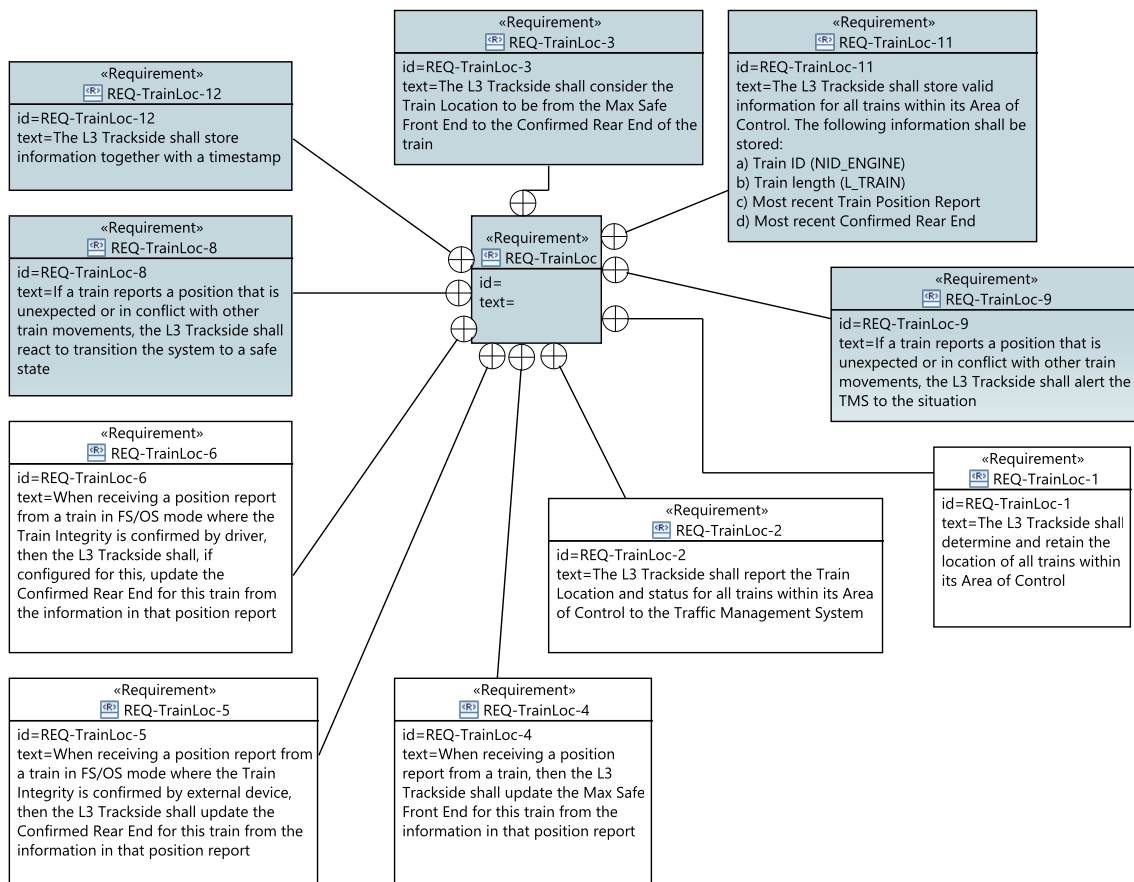 «Requirement»
REQ-TrainLoc-3
id=REQ-TrainLoc-3
text=The L3 Trackside shall consider the
Train Location to be from the Max Safe
Front End to the Confirmed Rear End of the
train
«Requirement»
REQ-TrainLoc-11
id=REQ-TrainLoc-11
text=The L3 Trackside shall store valid
information for all trains within its Area of
Control. The following information shall be
stored:
a) Train ID (NID_ENGINE)
b) Train length (L_TRAIN)
c) Most recent Train Position Report
d) Most recent Confirmed Rear End
«Requirement»
REQ-TrainLoc-12
id=REQ-TrainLoc-12
text=The L3 Trackside shall store
information together with a timestamp
«Requirement»
REQ-TrainLoc-8
id=REQ-TrainLoc-8
text=If a train reports a position that is
unexpected or in conflict with other
train movements, the L3 Trackside shall
react to transition the system to a safe
state
«Requirement»
REQ-TrainLoc
id=
text=
«Requirement»
REQ-TrainLoc-9
id=REQ-TrainLoc-9
text=If a train reports a position that is
unexpected or in conflict with other train
movements, the L3 Trackside shall alert the
TMS to the situation
«Requirement»
REQ-TrainLoc-6
id=REQ-TrainLoc-6
text=When receiving a position report
from a train in FS/OS mode where the
Train Integrity is confirmed by driver,
then the L3 Trackside shall, if
configured for this, update the
Confirmed Rear End for this train from
the information in that position report
«Requirement»
REQ-TrainLoc-1
id=REQ-TrainLoc-1
text=The L3 Trackside shall
determine and retain the
location of all trains within
its Area of Control
«Requirement»
REQ-TrainLoc-2
id=REQ-TrainLoc-2
text=The L3 Trackside shall report the Train
Location and status for all trains within its Area
of Control to the Traffic Management System
«Requirement»
REQ-TrainLoc-5
id=REQ-TrainLoc-5
text=When receiving a position report from
a train in FS/OS mode where the Train
Integrity is confirmed by external device,
then the L3 Trackside shall update the
Confirmed Rear End for this train from the
information in that position report
«Requirement»
REQ-TrainLoc-4
id=REQ-TrainLoc-4
text=When receiving a position
report from a train, then the L3
Trackside shall update the Max Safe
Front End for this train from the
information in that position report